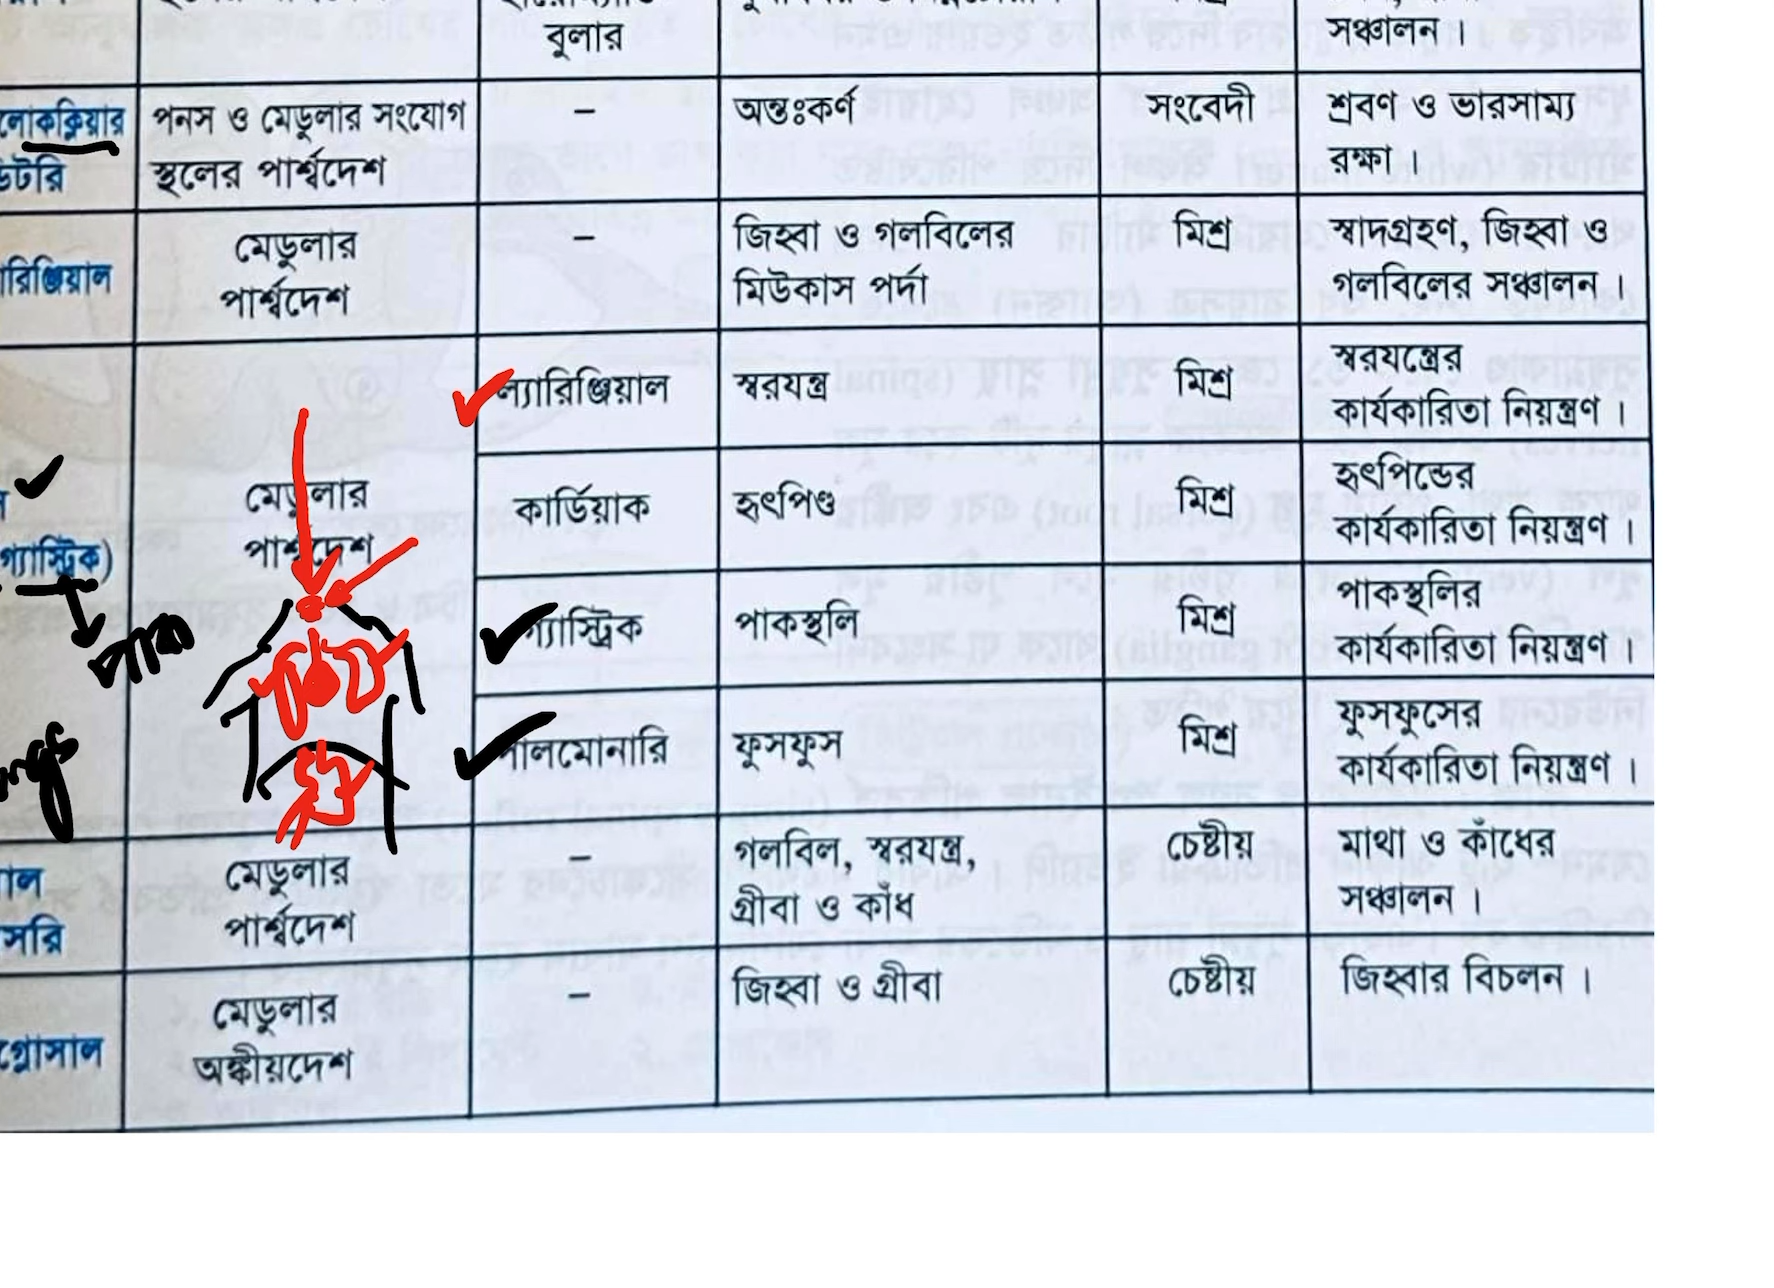 বুলার
সঞ্চালন ।
লোকক্লিয়ার
পনস ও মেডুলার সংযোগ
স্থলের পার্শ্বদেশ
–
অন্তঃকর্ণ
সংবেদী
শ্রবণ ও ভারসাম্য
রক্ষা ।
মেডুলার
পার্শ্বদেশ
–
জিহ্বা ও গলবিলের
মিউকাস পর্দা
মিশ্র
স্বাদগ্রহণ, জিহ্বা ও
গলবিলের সঞ্চালন ।
গ্যাস্ট্রিক)
পাক
মেডুলার
পার্শ্বদেশ
ল্যারিঞ্জিয়াল
স্বরযন্ত্র
মিশ্র
স্বরযন্ত্রের
কার্যকারিতা নিয়ন্ত্রণ ।
কার্ডিয়াক
হৃৎপিণ্ড
মিশ্র
হৃৎপিন্ডের
কার্যকারিতা নিয়ন্ত্রণ ।
গ্যাস্ট্রিক
পাকস্থলি
মিশ্র
পাকস্থলির
কার্যকারিতা নিয়ন্ত্রণ ।
পালমোনারি
ফুসফুস
মিশ্র
ফুসফুসের
কার্যকারিতা নিয়ন্ত্রণ ।
মেডুলার
পার্শ্বদেশ
–
গলবিল, স্বরযন্ত্র,
গ্রীবা ও কাঁধ
চেষ্টীয়
মাথা ও কাঁধের
সঞ্চালন ।
গ্লোসাল
মেডুলার
অঙ্কীয়দেশ
–
জিহ্বা ও গ্রীবা
চেষ্টীয়
জিহ্বার বিচলন ।